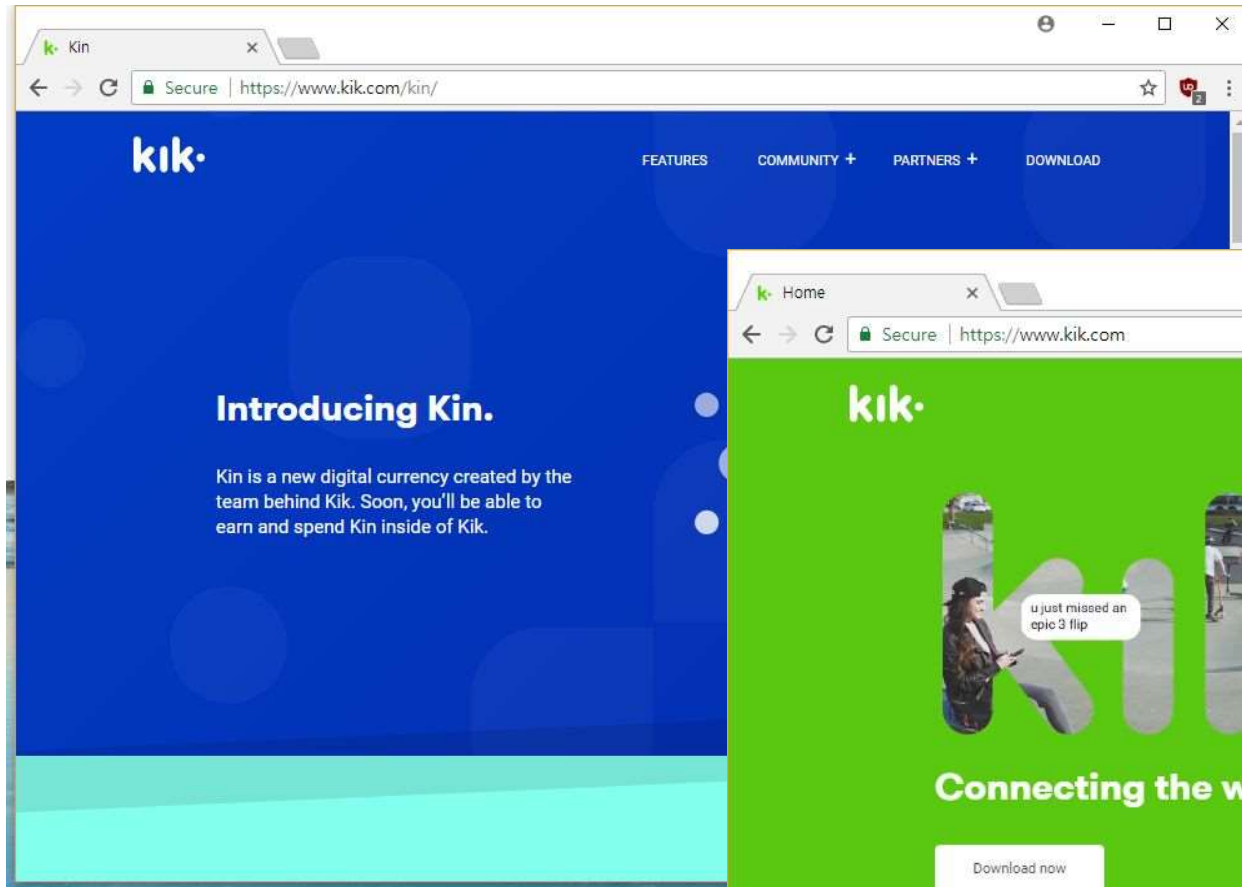 k· Kin
Secure | https://www.kik.com/kin/
2
kik·
FEATURES COMMUNITY + PARTNERS + DOWNLOAD
Introducing Kin.
Kin is a new digital currency created by the
team behind Kik. Soon, you'll be able to
earn and spend Kin inside of Kik.
k· Home
Secure | https://www.kik.com
kik·
u just missed an
epic 3 flip
Connecting the w
Download now